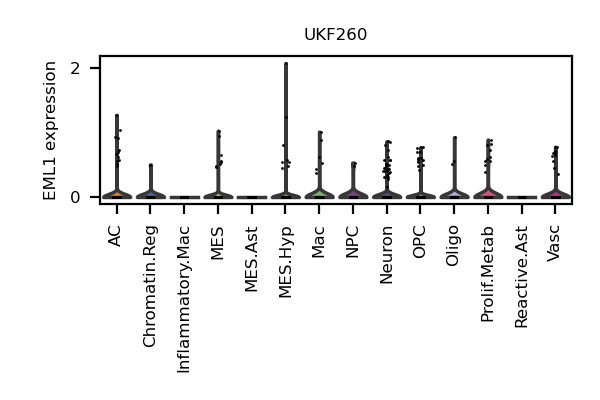 UKF260
EML1 expression
2
0
AC
Chromatin.Reg
Inflammatory.Mac
MES
MES.Ast
MES.Hyp
Mac
NPC
Neuron
OPC
Oligo
Prolif.Metab
Reactive.Ast
Vasc